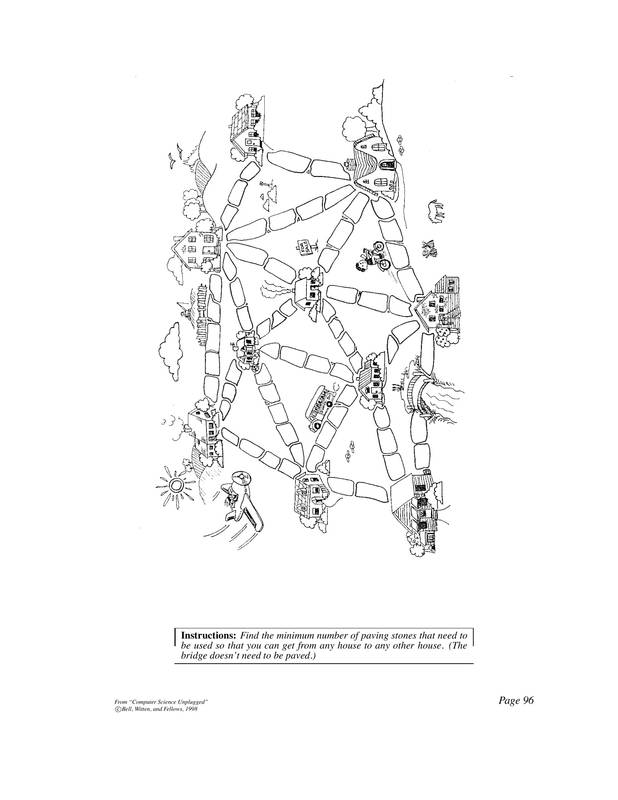 Instructions: Find the minimum number of paving stones that need to
be used so that you can get from any house to any other house. (The
bridge doesn't need to be paved.)
From "Computer Science Unplugged"
©Bell, Witten, and Fellows, 1998
Page 96